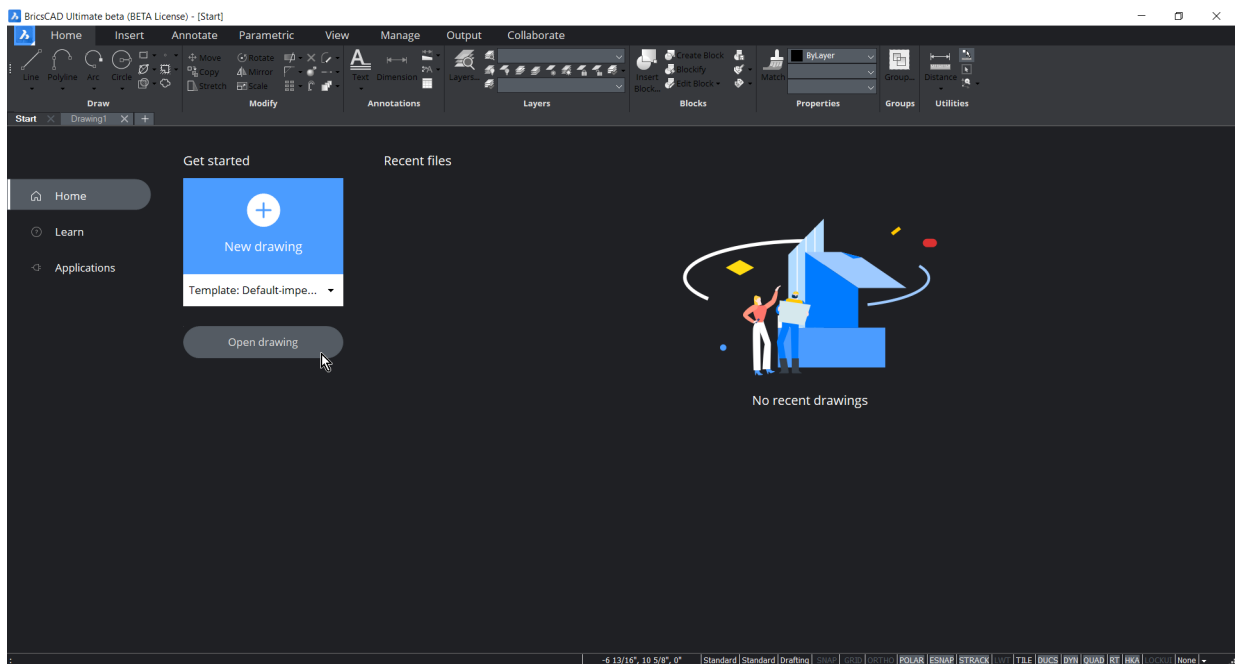 BricsCAD Ultimate beta (BETA License) - [Start]
Home Insert Annotate Parametric View Manage Output Collaborate
Line Polyline Arc Circle
Move Rotate
Copy Mirror
Stretch Scale
Text Dimension
Layers...
Insert Block...
Create Block
Blockify
Edit Block
Match
ByLayer
Group...
Distance
Draw Modify Annotations Layers Blocks Properties Groups Utilities
Start Drawing1
Get started Recent files
Home
Learn
Applications
New drawing
Template: Default-impe...
Open drawing
No recent drawings
-6 13/16", 10 5/8", 0" Standard Standard Drafting SNAP GRID ORTHO POLAR ESNAP STRACK LWT TILE DUCS DYN QUAD RT HKA LOCKUI None